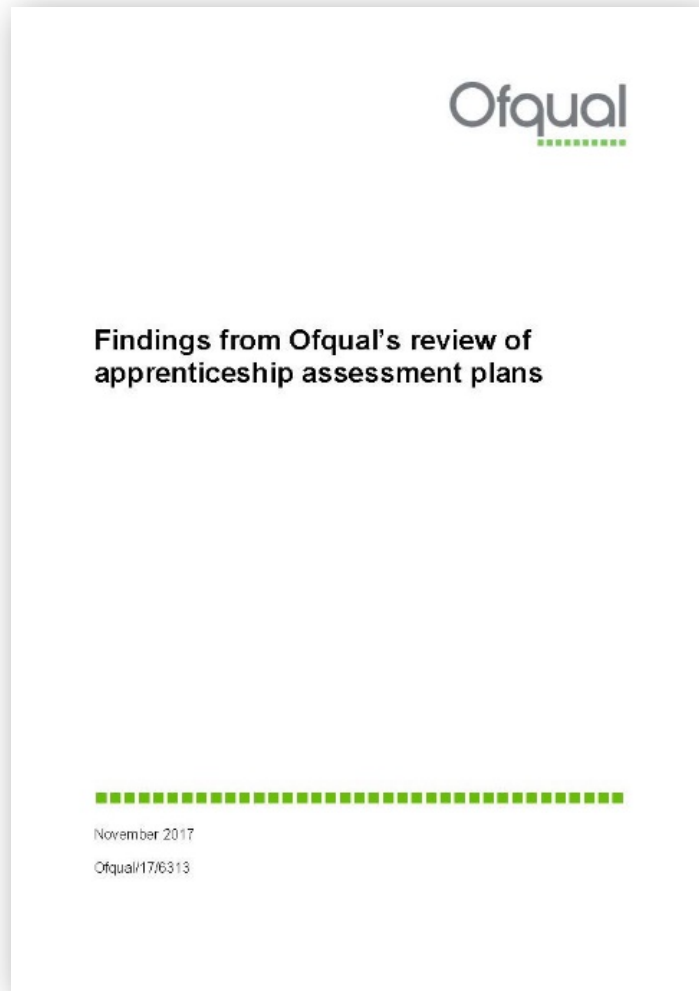 Ofqual
Findings from Ofqual's review of
apprenticeship assessment plans
November 2017
Ofqual/17/6313